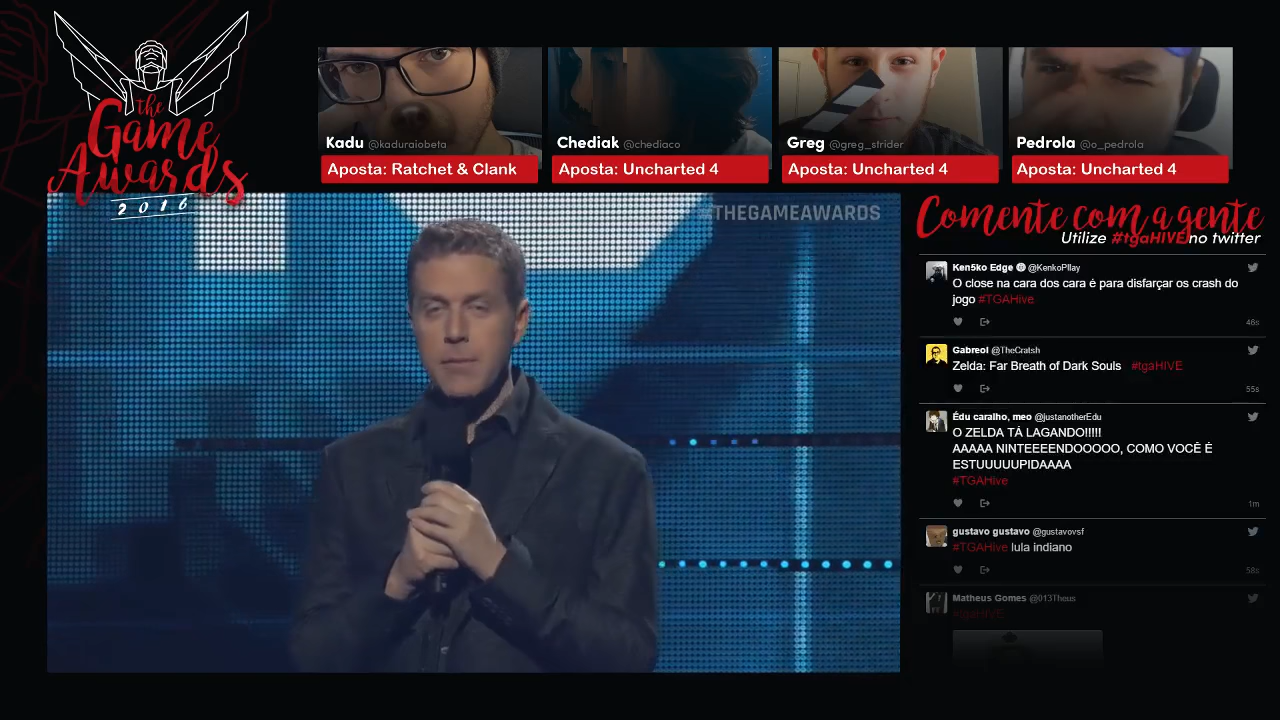 the
Game
Awards
2016
Kadu @kaduraiobeta
Aposta: Ratchet & Clank
Chediak @chediaco
Aposta: Uncharted 4
Greg @greg_strider
Aposta: Uncharted 4
Pedrola @o_pedrola
Aposta: Uncharted 4
#THEGAMEAWARDS
Comente com a gente
Utilize #tgaHIVE no twitter
Ken5ko Edge @KenkoPllay
O close na cara dos cara é para disfarçar os crash do
jogo #TGAHive
46s
Gabreol @TheCratsh
Zelda: Far Breath of Dark Souls #tgaHIVE
55s
Édu caralho, meo @justanotherEdu
O ZELDA TÁ LAGANDO!!!!!
AAAAA NINTEEEENDOOOOO, COMO VOCÊ É
ESTUUUUUPIDAAAA
#TGAHive
1m
gustavo gustavo @gustavovsf
#TGAHive lula indiano
58s
Matheus Gomes @013Theus
#tgaHIVE